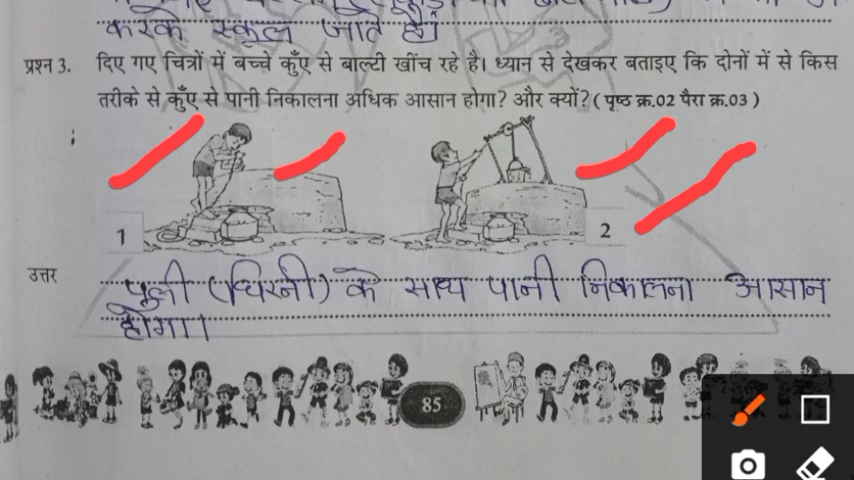 करके स्कूल जाते है।
प्रश्न 3. दिए गए चित्रों में बच्चे कुँए से बाल्टी खींच रहे है। ध्यान से देखकर बताइए कि दोनों में से किस
तरीके से कुँए से पानी निकालना अधिक आसान होगा? और क्यों? ( पृष्ठ क्र.02 पैरा क्र.03 )
1
2
उत्तर पूली (घिरनी) के साथ पानी निकालना आसान
होगा।
85